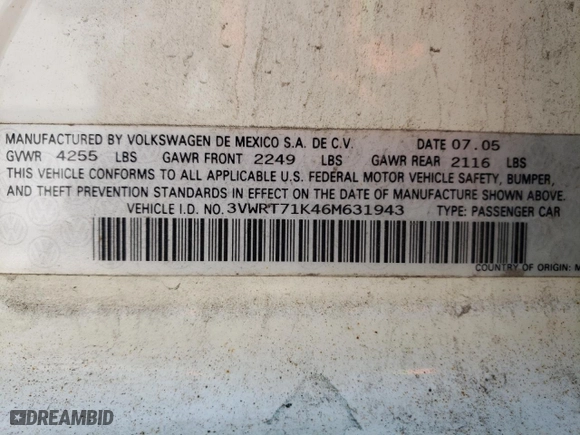 MANUFACTURED BY VOLKSWAGEN DE MEXICO S.A. DE C.V. DATE 07.05
GVWR 4255 LBS GAWR FRONT 2249 LBS GAWR REAR 2116 LBS
THIS VEHICLE CONFORMS TO ALL APPLICABLE U.S. FEDERAL MOTOR VEHICLE SAFETY, BUMPER,
AND THEFT PREVENTION STANDARDS IN EFFECT ON THE DATE OF MANUFACTURE SHOWN ABOVE.
VEHICLE I.D. NO. 3VWRT71K46M631943 TYPE: PASSENGER CAR
COUNTRY OF ORIGIN: M
DREAMBID